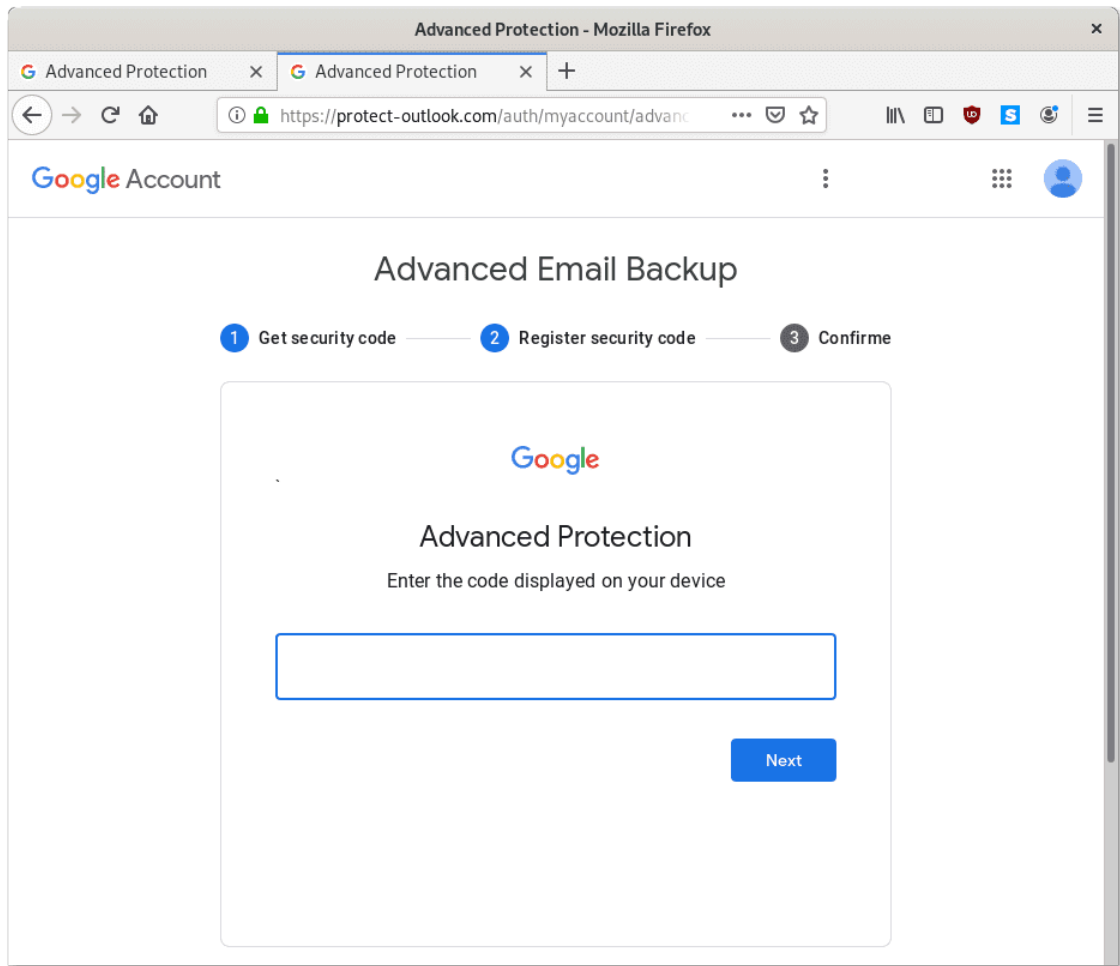 Advanced Protection - Mozilla Firefox
Advanced Protection
Advanced Protection
https://protect-outlook.com/auth/myaccount/advanc
S
Google Account
Advanced Email Backup
1 Get security code
2 Register security code
3 Confirme
Google
`
Advanced Protection
Enter the code displayed on your device
Next